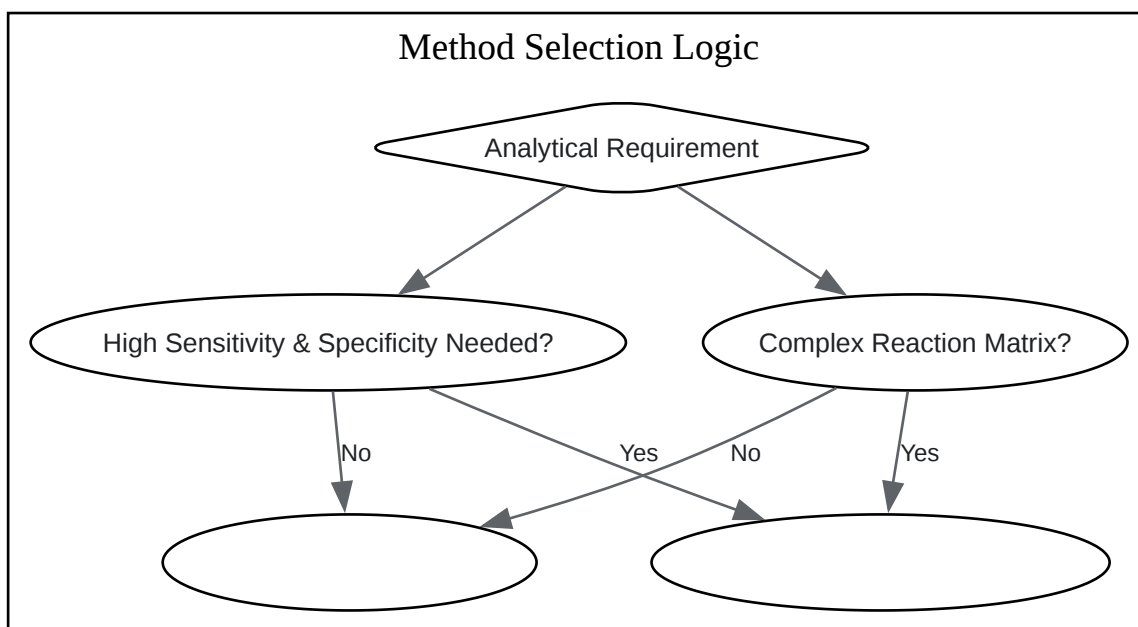 Method Selection Logic
Analytical Requirement
High Sensitivity & Specificity Needed?
Complex Reaction Matrix?
No
Yes
No
Yes